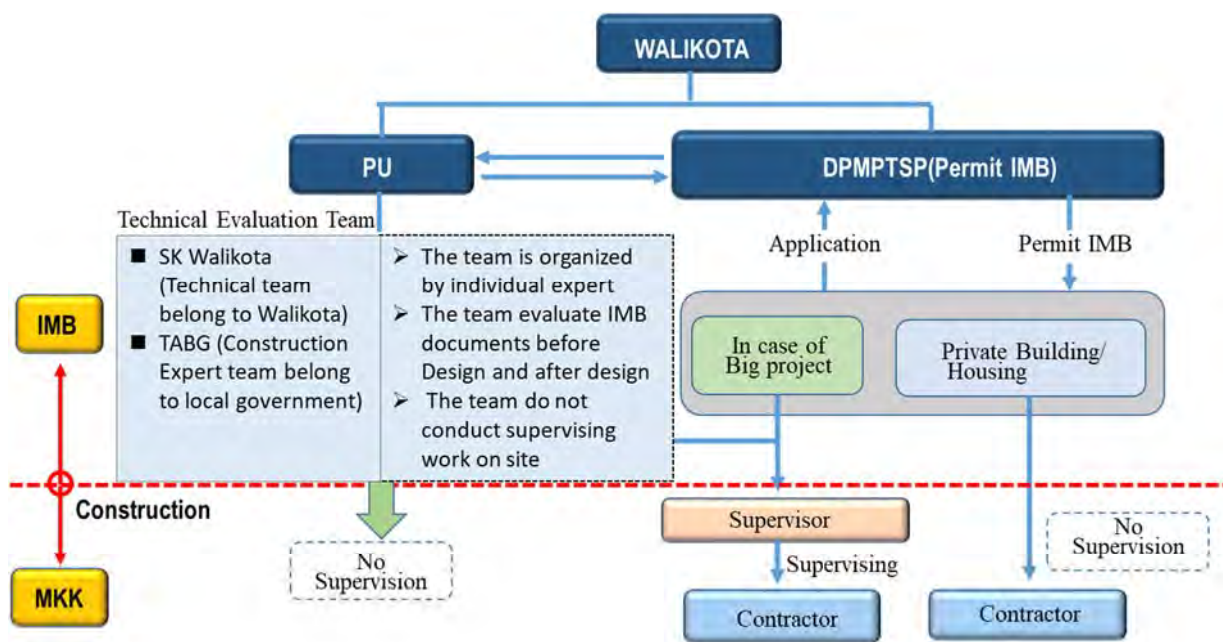 WALIKOTA
PU
DPMPTSP(Permit IMB)
Technical Evaluation Team
■ SK Walikota
(Technical team
belong to Walikota)
■ TABG (Construction
Expert team belong
to local government)
➢ The team is organized
by individual expert
➢ The team evaluate IMB
documents before
Design and after design
➢ The team do not
conduct supervising
work on site
Application
Permit IMB
In case of
Big project
Private Building/
Housing
IMB
Construction
MKK
No
Supervision
Supervisor
Supervising
Contractor
No
Supervision
Contractor